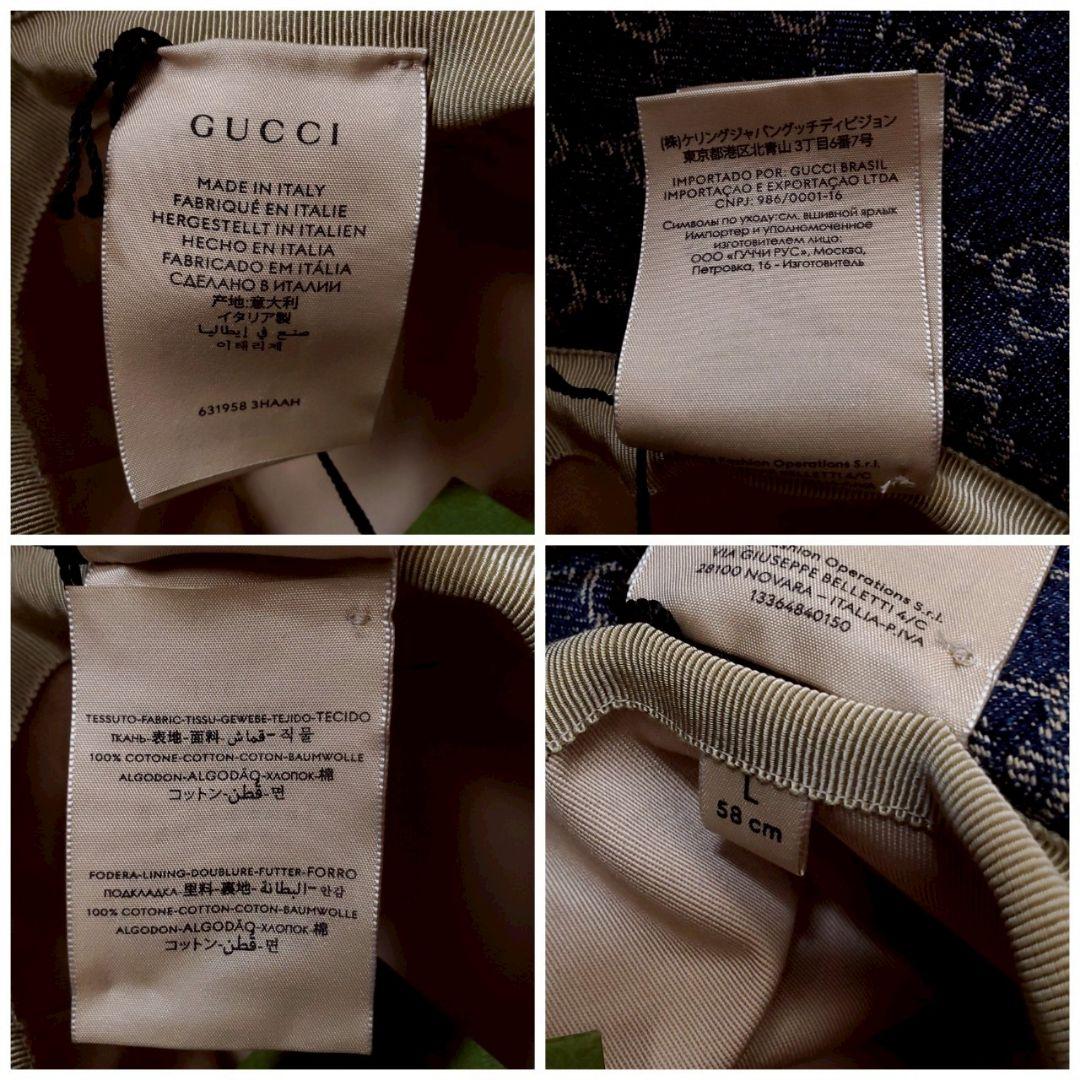 GUCCI
MADE IN ITALY
FABRIQUÉ EN ITALIE
HERGESTELLT IN ITALIEN
HECHO EN ITALIA
FABRICADO EM ITÁLIA
СДЕЛАНО В ИТАЛИИ
产地:意大利
イタリア製
صنع في إيطاليا
이태리제
631958 3HAAH
(株)ケリングジャパングッチディビジョン
東京都港区北青山3丁目6番7号
IMPORTADO POR: GUCCI BRASIL
IMPORTAÇAO E EXPORTAÇAO LTDA
CNPJ: 986/0001-16
Символы по уходу:см. вшивной ярлык
Импортер и уполномоченное
изготовителем лицо:
ООО «ГУЧЧИ РУС», Москва,
Петровка, 16 - Изготовитель
Fashion Operations S.r.l.
BELLETTI 4/C
TESSUTO-FABRIC-TISSU-GEWEBE-TEJIDO-TECIDO
ТКАНЬ-表地-面料-قماش-직물
100% COTONE-COTTON-COTON-BAUMWOLLE
ALGODON-ALGODÃO-ХЛОПОК-棉
コットン-قطن-면
FODERA-LINING-DOUBLURE-FUTTER-FORRO
ПОДКЛАДКА-里料-裏地-البطانة-안감
100% COTONE-COTTON-COTON-BAUMWOLLE
ALGODON-ALGODÃO-ХЛОПОК-棉
コットン-قطن-면
Fashion Operations S.r.l.
VIA GIUSEPPE BELLETTI 4/C
28100 NOVARA – ITALIA-P.IVA
13364840150
L
58 cm